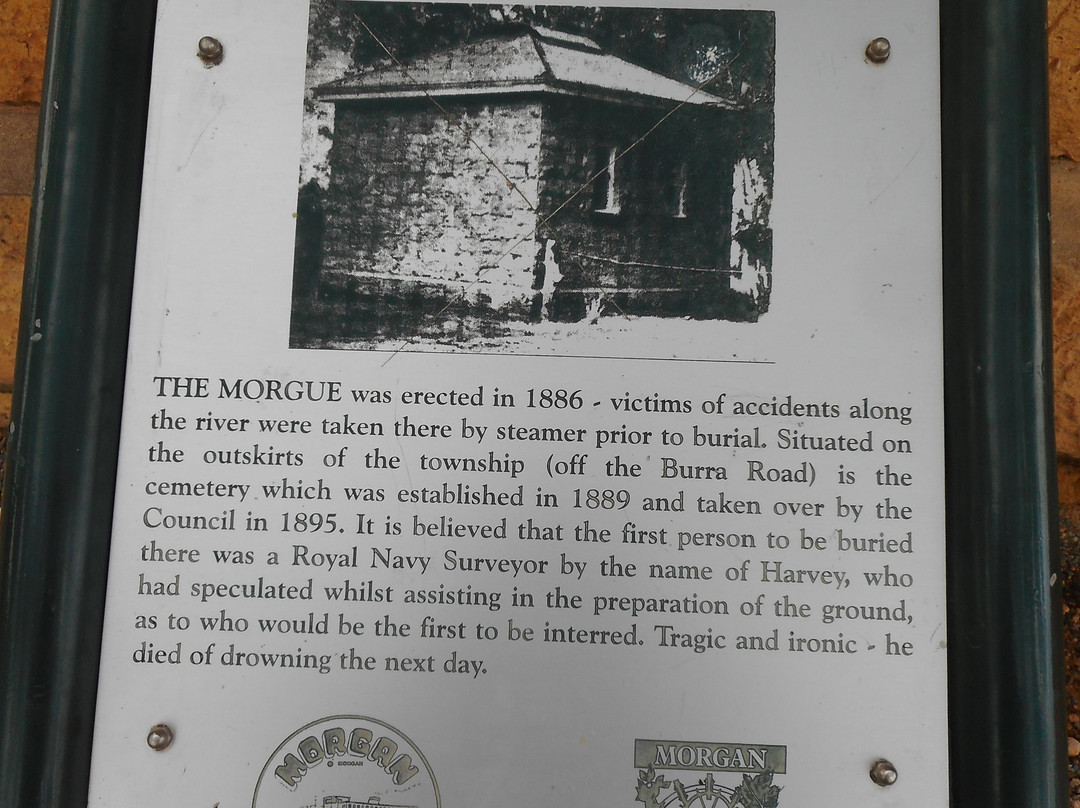 THE MORGUE was erected in 1886 - victims of accidents along
the river were taken there by steamer prior to burial. Situated on
the outskirts of the township (off the Burra Road) is the
cemetery which was established in 1889 and taken over by the
Council in 1895. It is believed that the first person to be buried
there was a Royal Navy Surveyor by the name of Harvey, who
had speculated whilst assisting in the preparation of the ground,
as to who would be the first to be interred. Tragic and ironic - he
died of drowning the next day.
MORGAN
MORGAN